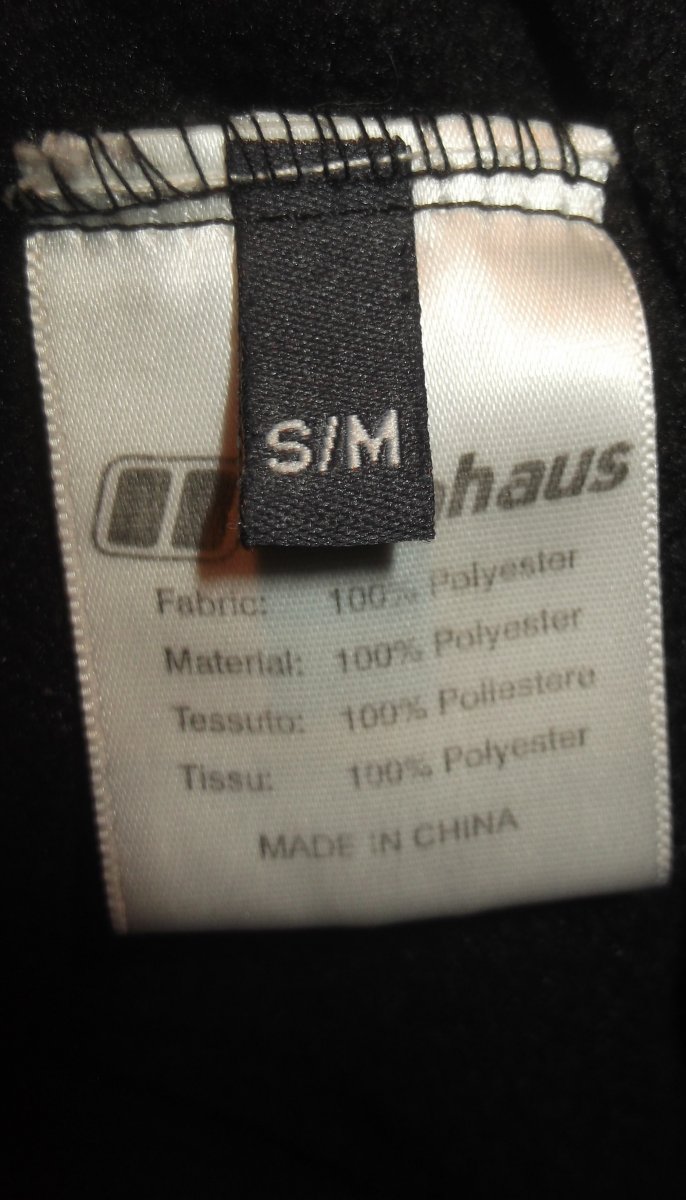 S/M
haus
Fabric: 100% Polyester
Material: 100% Polyester
Tessuto: 100% Poliestere
Tissu: 100% Polyester
MADE IN CHINA